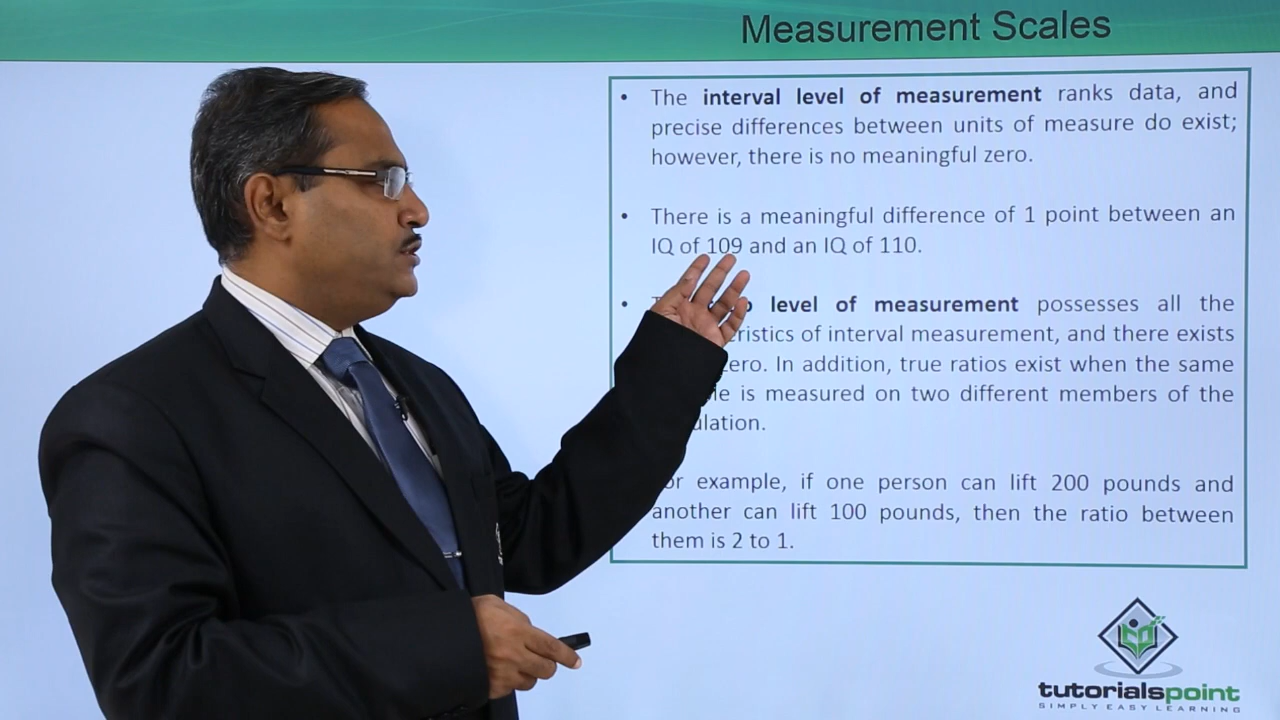 Measurement Scales
• The interval level of measurement ranks data, and
precise differences between units of measure do exist;
however, there is no meaningful zero.
• There is a meaningful difference of 1 point between an
IQ of 109 and an IQ of 110.
• level of measurement possesses all the
of interval measurement, and there exists
In addition, true ratios exist when the same
is measured on two different members of the
example, if one person can lift 200 pounds and
another can lift 100 pounds, then the ratio between
them is 2 to 1.
tutorialspoint
SIMPLY EASY LEARNING